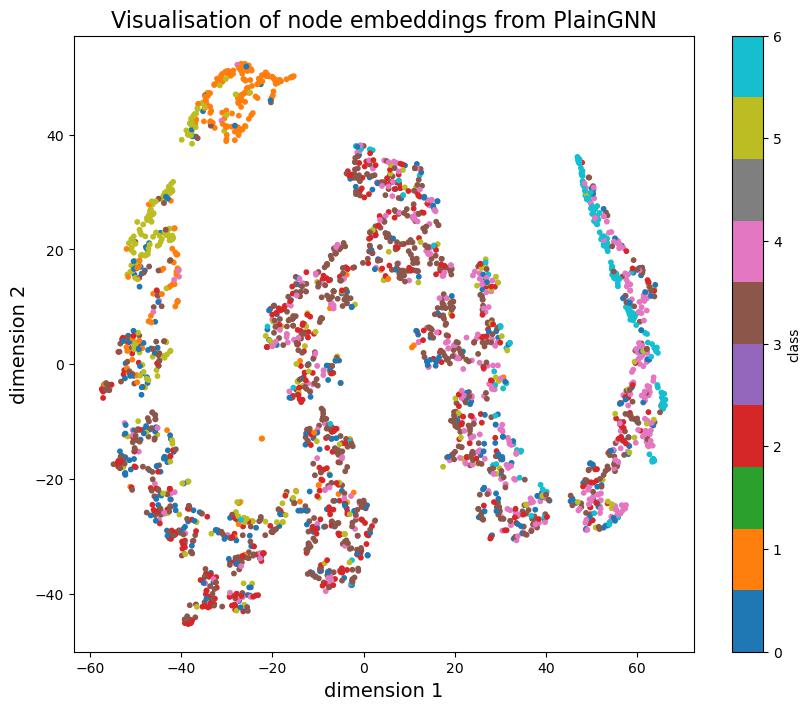 Visualisation of node embeddings from PlainGNN
dimension 2
40
20
0
−20
−40
−60 −40 −20 0 20 40 60
dimension 1
6
5
4
3
2
1
0
class